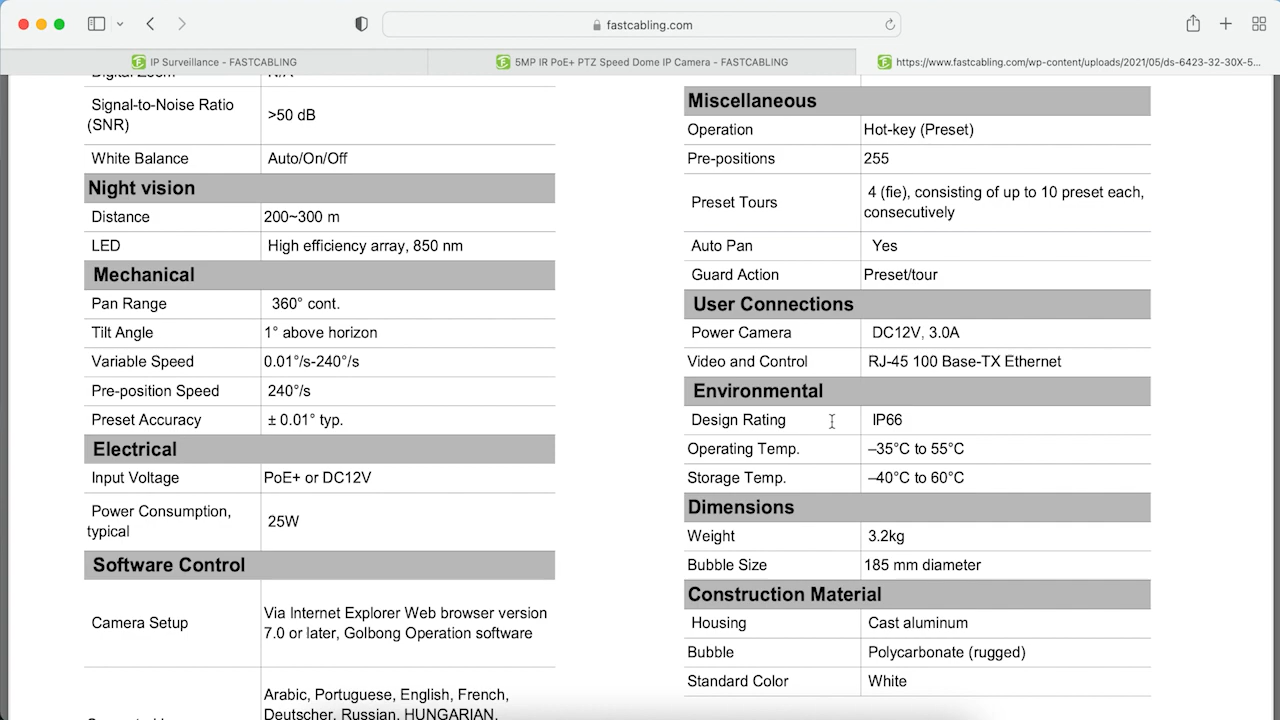 fastcabling.com
IP Surveillance - FASTCABLING
5MP IR PoE+ PTZ Speed Dome IP Camera - FASTCABLING
https://www.fastcabling.com/wp-content/uploads/2021/05/ds-6423-32-30X-5...
Digital Zoom N/A
Signal-to-Noise Ratio
(SNR)
>50 dB
White Balance Auto/On/Off
Night vision
Distance 200~300 m
LED High efficiency array, 850 nm
Mechanical
Pan Range 360° cont.
Tilt Angle 1° above horizon
Variable Speed 0.01°/s-240°/s
Pre-position Speed 240°/s
Preset Accuracy ± 0.01° typ.
Electrical
Input Voltage PoE+ or DC12V
Power Consumption,
typical
25W
Software Control
Camera Setup
Via Internet Explorer Web browser version
7.0 or later, Golbong Operation software
Arabic, Portuguese, English, French,
Deutscher, Russian, HUNGARIAN,
Miscellaneous
Operation Hot-key (Preset)
Pre-positions 255
Preset Tours
4 (fie), consisting of up to 10 preset each,
consecutively
Auto Pan Yes
Guard Action Preset/tour
User Connections
Power Camera DC12V, 3.0A
Video and Control RJ-45 100 Base-TX Ethernet
Environmental
Design Rating IP66
Operating Temp. –35°C to 55°C
Storage Temp. –40°C to 60°C
Dimensions
Weight 3.2kg
Bubble Size 185 mm diameter
Construction Material
Housing Cast aluminum
Bubble Polycarbonate (rugged)
Standard Color White